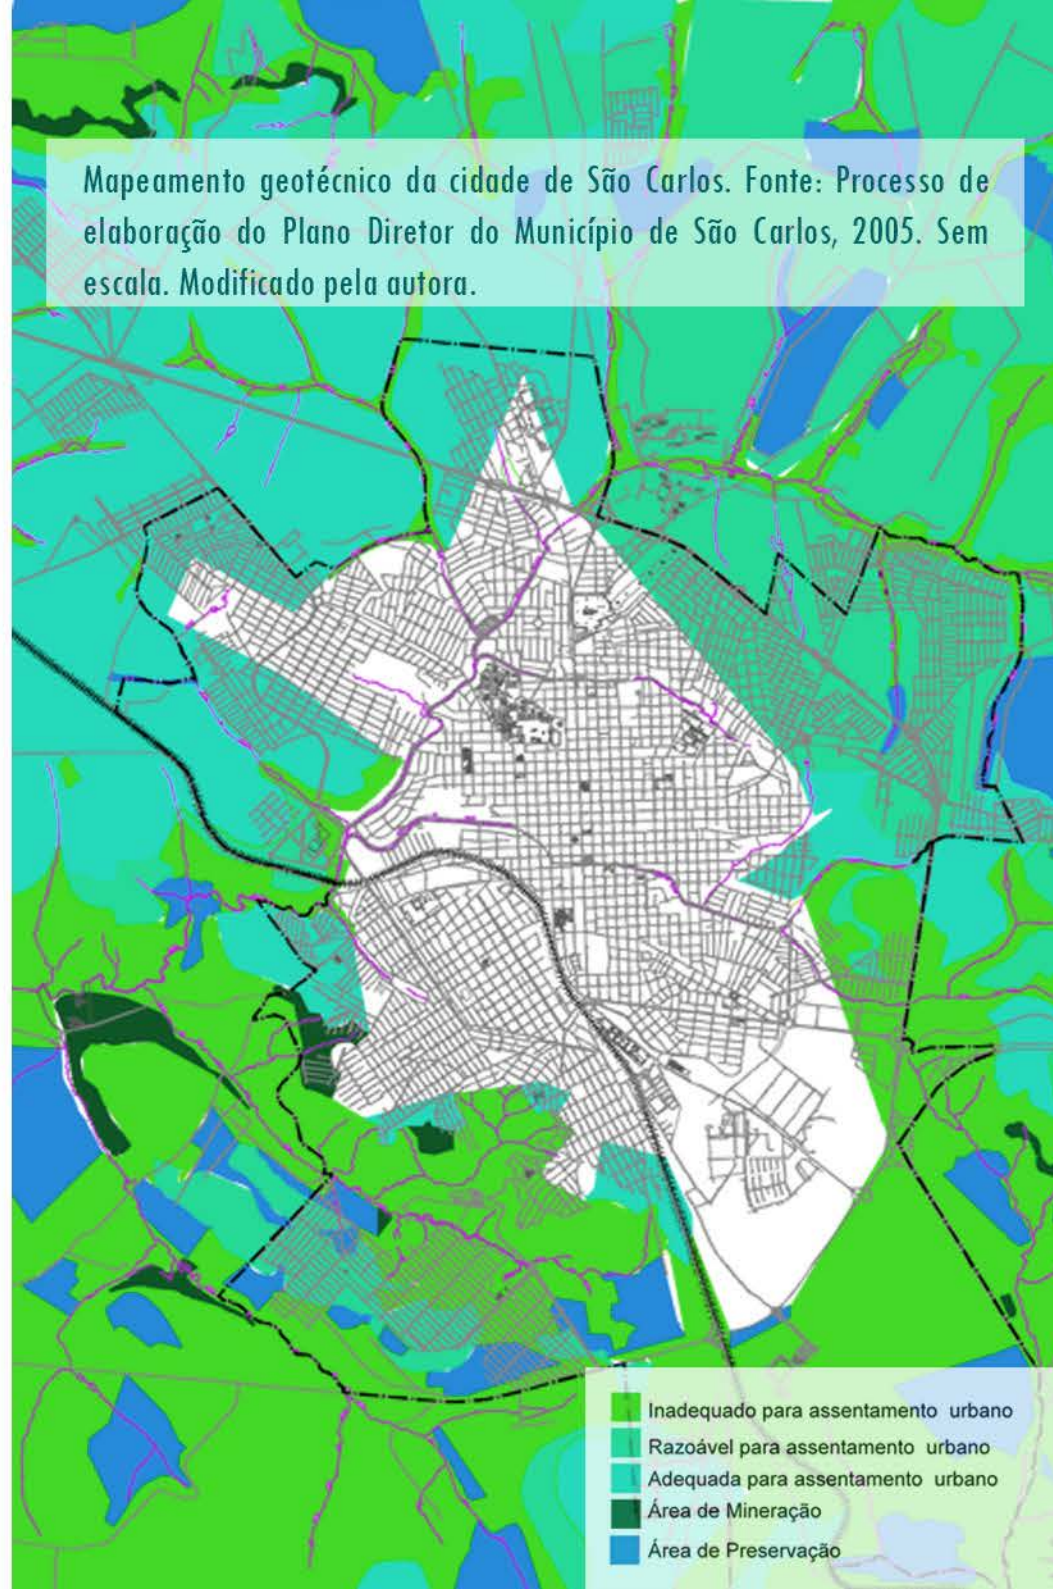 Mapeamento geotécnico da cidade de São Carlos. Fonte: Processo de
elaboração do Plano Diretor do Município de São Carlos, 2005. Sem
escala. Modificado pela autora.
Inadequado para assentamento urbano
Razoável para assentamento urbano
Adequada para assentamento urbano
Área de Mineração
Área de Preservação